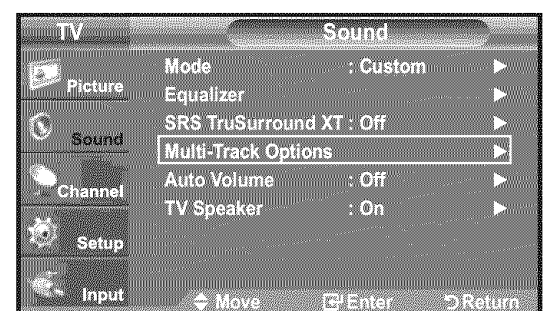 TV
Sound
Picture
Sound
Channel
Setup
Input
Mode : Custom
Equalizer
SRS TruSurround XT : Off
Multi-Track Options
Auto Volume : Off
TV Speaker : On
Move Enter Return